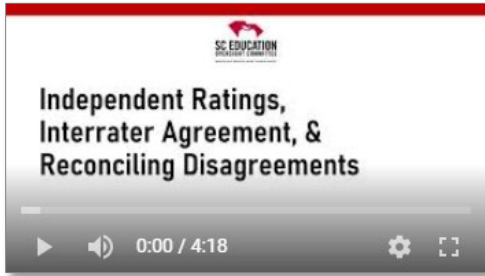 SC EDUCATION
OVERSIGHT COMMITTEE
Independent Ratings,
Interrater Agreement, &
Reconciling Disagreements
0:00 / 4:18